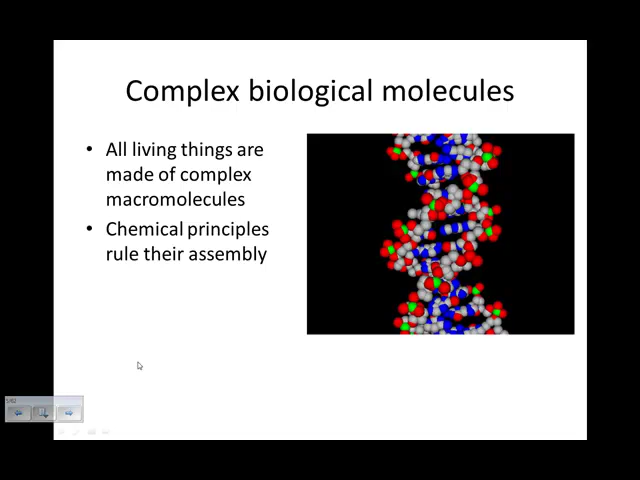 Complex biological molecules
• All living things are
made of complex
macromolecules
• Chemical principles
rule their assembly